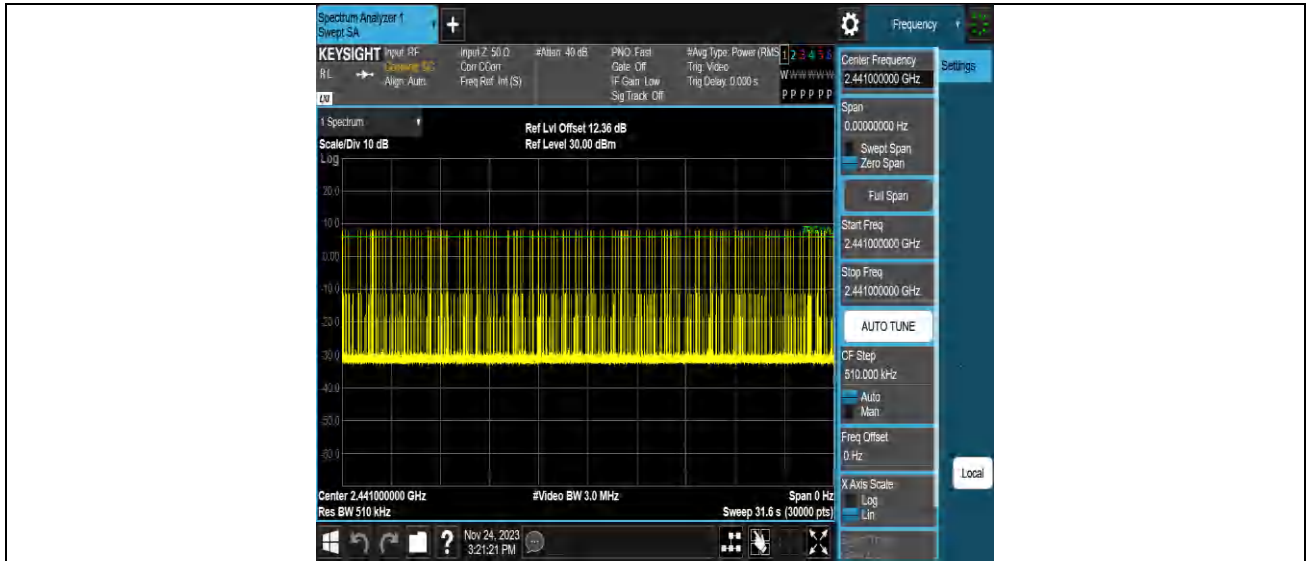 Spectrum Analyzer 1
Swept SA
+
Frequency
KEYSIGHT Input: RF
Input Z: 50 Ω
#Atten: 40 dB
PNO: Fast
#Avg Type: Power (RMS
1 2 3 4 5 6
RL
Align: Auto
Corr CCorr
Freq Ref: Int (S)
Gate: Off
IF Gain: Low
Sig Track: Off
Trig: Video
Trig Delay: 0.000 s
W W W W W W
P P P P P P
LXI
1 Spectrum
Scale/Div 10 dB
Ref Lvl Offset 12.36 dB
Ref Level 30.00 dBm
Log
20.0
10.0
0.00
-10.0
-20.0
-30.0
-40.0
-50.0
-60.0
Center 2.441000000 GHz
#Video BW 3.0 MHz
Span 0 Hz
Res BW 510 kHz
Sweep 31.6 s (30000 pts)
?
Nov 24, 2023
3:21:21 PM
Center Frequency
2.441000000 GHz
Settings
Span
0.00000000 Hz
Swept Span
Zero Span
Full Span
Start Freq
2.441000000 GHz
Stop Freq
2.441000000 GHz
AUTO TUNE
CF Step
510.000 kHz
Auto
Man
Freq Offset
0 Hz
X Axis Scale
Log
Lin
Local